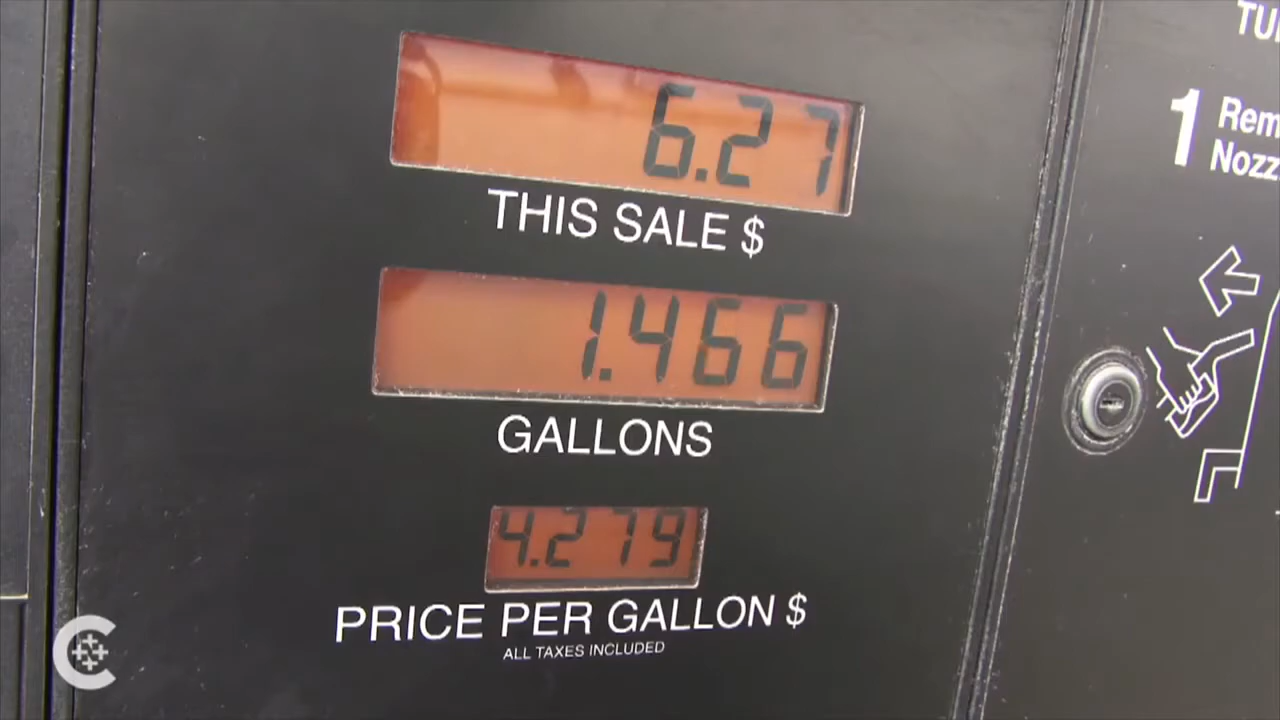 6.27
THIS SALE $
1.466
GALLONS
4.279
PRICE PER GALLON $
ALL TAXES INCLUDED
1